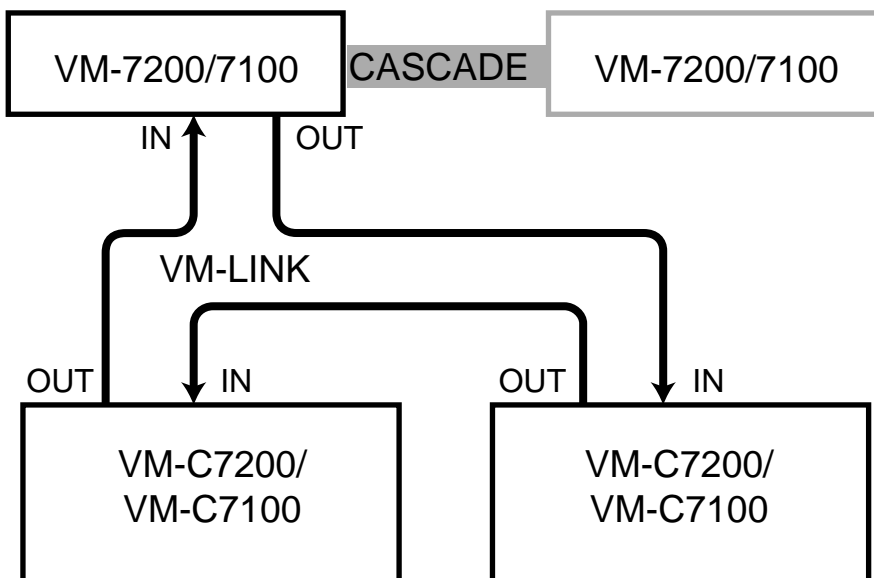 VM-7200/7100 CASCADE VM-7200/7100
IN OUT
VM-LINK
OUT IN OUT IN
VM-C7200/
VM-C7100
VM-C7200/
VM-C7100